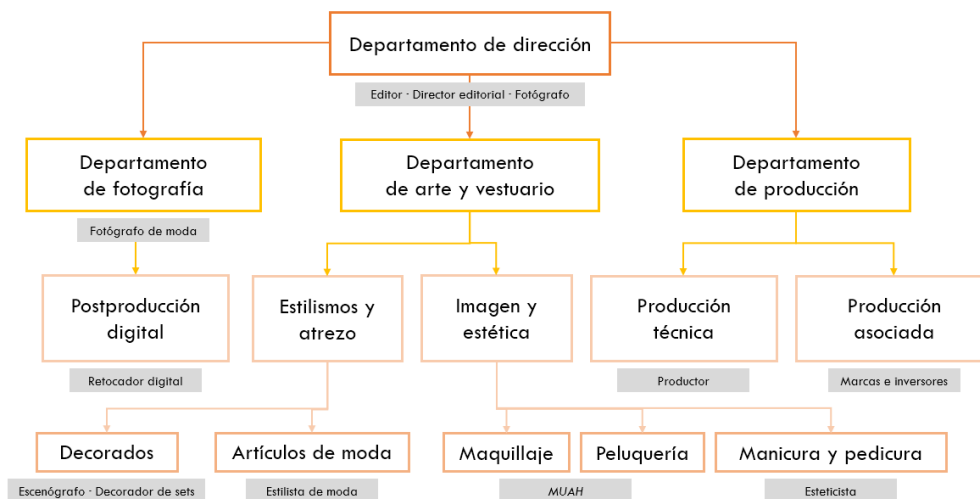 Departamento de dirección
Editor · Director editorial · Fotógrafo
Departamento
de fotografía
Departamento
de arte y vestuario
Departamento
de producción
Fotógrafo de moda
Postproducción
digital
Estilismos y
atrezo
Imagen y
estética
Producción
técnica
Producción
asociada
Retocador digital
Productor
Marcas e inversores
Decorados
Artículos de moda
Maquillaje
Peluquería
Manicura y pedicura
Escenógrafo · Decorador de sets
Estilista de moda
MUAH
Esteticista